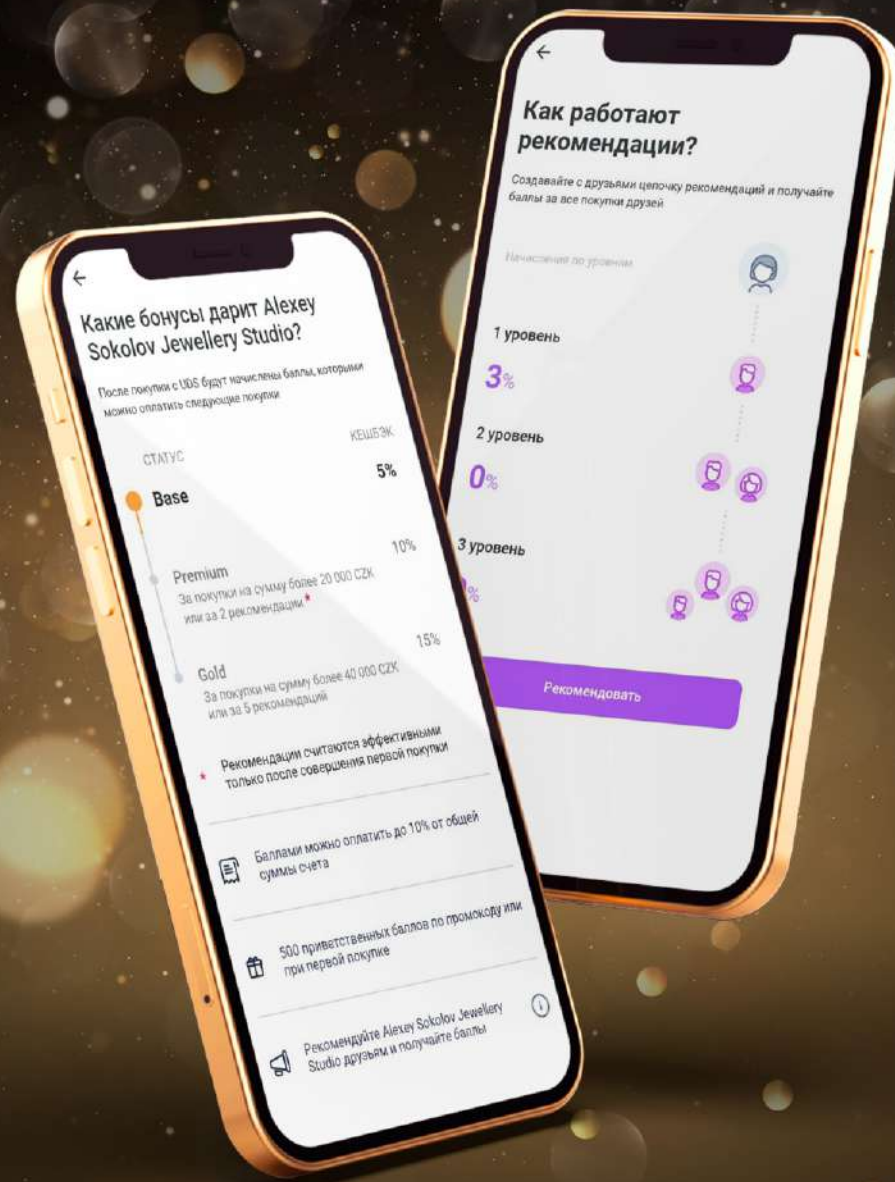 Какие бонусы дарит Alexey
Sokolov Jewellery Studio?
После покупки с UDS будут начислены баллы, которыми
можно оплатить следующие покупки
СТАТУС КЕШБЭК
Base 5%
Premium 10%
За покупки на сумму более 20 000 CZK
или за 2 рекомендации *
Gold 15%
За покупки на сумму более 40 000 CZK
или за 5 рекомендаций
* Рекомендации считаются эффективными
только после совершения первой покупки
Баллами можно оплатить до 10% от общей
суммы счета
500 приветственных баллов по промокоду или
при первой покупке
Рекомендуйте Alexey Sokolov Jewellery
Studio друзьям и получайте баллы
Как работают
рекомендации?
Создавайте с друзьями цепочку рекомендаций и получайте
баллы за все покупки друзей
Начисления по уровням
1 уровень
3%
2 уровень
0%
3 уровень
%
Рекомендовать